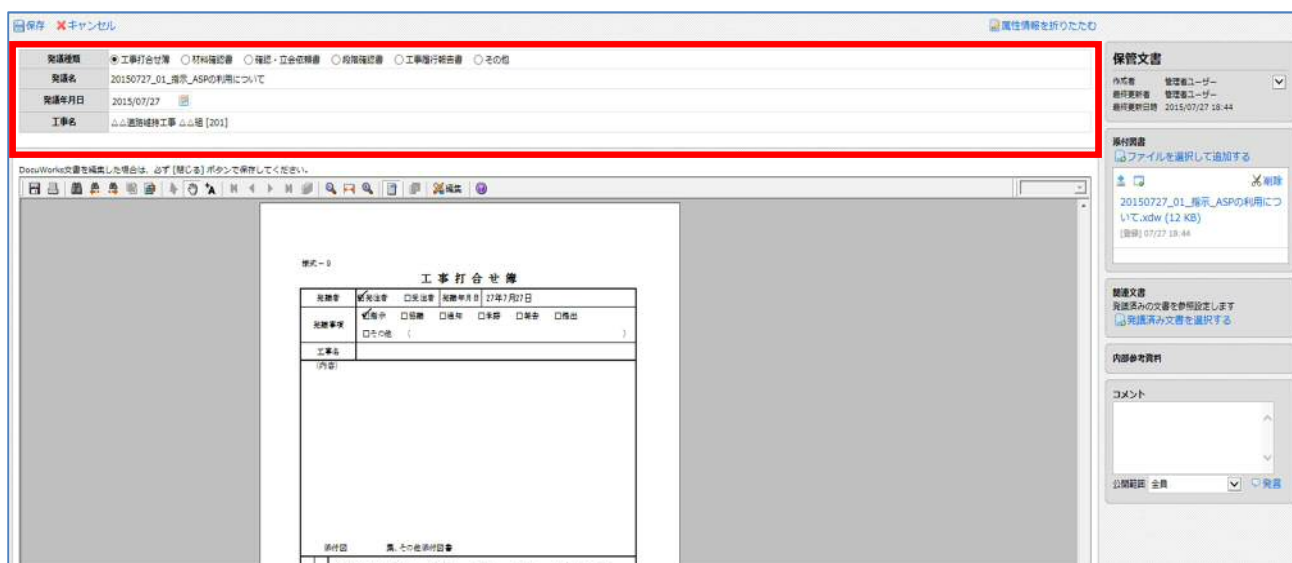 保存 キャンセル 属性情報を折りたたむ
発議種類 工事打合せ簿 材料確認書 確認・立会依頼書 段階確認書 工事履行報告書 その他
発議名 20150727_01_指示_ASPの利用について
発議年月日 2015/07/27
工事名 △△道路維持工事 △△組 [201]
DocuWorks文書を編集した場合は、必ず [閉じる] ボタンで保存してください。
編集
様式-9
工事打合せ簿
発議者 発注者 受注者 発議年月日 27年7月27日
発議事項 指示 協議 通知 承諾 報告 提出
その他 ( )
工事名
(内容)
添付図 葉、その他添付図書
保管文書
作成者 管理者ユーザー
最終更新者 管理者ユーザー
最終更新日時 2015/07/27 18:44
添付図書
ファイルを選択して追加する
削除
20150727_01_指示_ASPの利用につ
いて.xdw (12 KB)
[登録] 07/27 18:44
関連文書
発議済みの文書を参照設定します
発議済み文書を選択する
内部参考資料
コメント
公開範囲 全員 発言